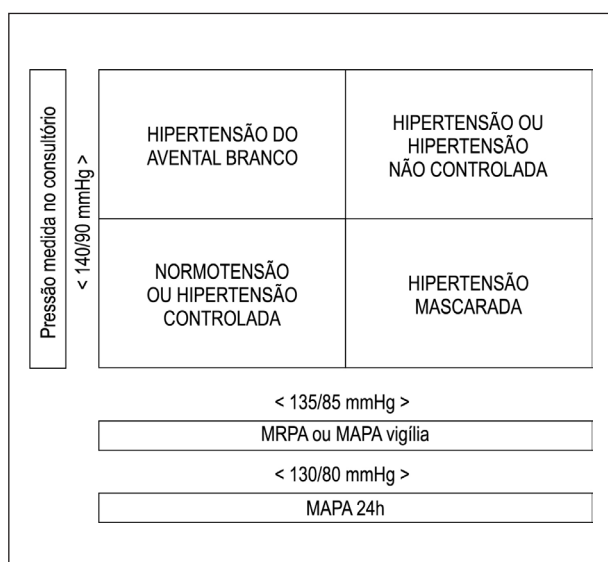 Pressão medida no consultório
< 140/90 mmHg >
HIPERTENSÃO DO
AVENTAL BRANCO
HIPERTENSÃO OU
HIPERTENSÃO
NÃO CONTROLADA
NORMOTENSÃO
OU HIPERTENSÃO
CONTROLADA
HIPERTENSÃO
MASCARADA
< 135/85 mmHg >
MRPA ou MAPA vigília
< 130/80 mmHg >
MAPA 24h